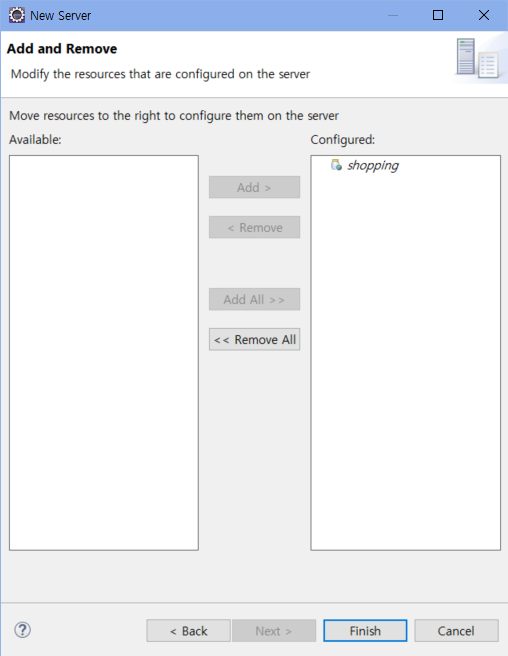 New Server
Add and Remove
Modify the resources that are configured on the server
Move resources to the right to configure them on the server
Available:
Configured:
shopping
Add >
< Remove
Add All >>
<< Remove All
?
< Back
Next >
Finish
Cancel